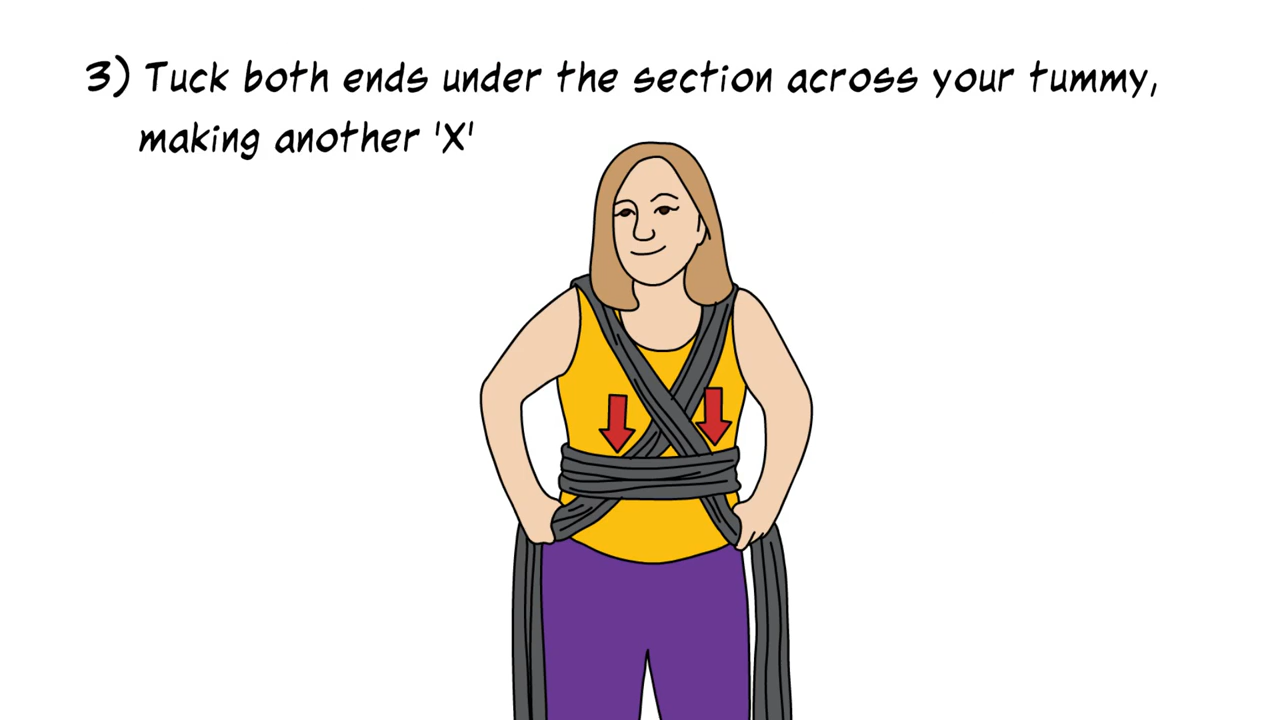 3) Tuck both ends under the section across your tummy,
making another 'X'